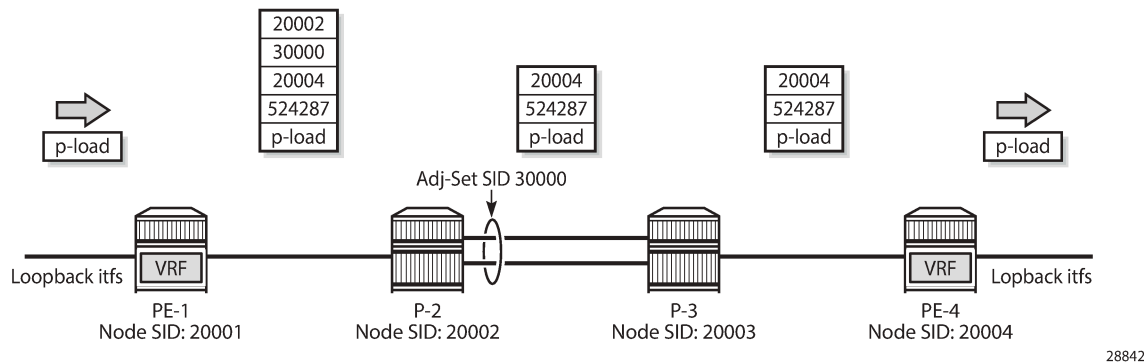 20002
30000
20004
524287
p-load
20004
524287
p-load
20004
524287
p-load
p-load
p-load
Adj-Set SID 30000
VRF
VRF
Loopback itfs
Lopback itfs
PE-1
Node SID: 20001
P-2
Node SID: 20002
P-3
Node SID: 20003
PE-4
Node SID: 20004
28842